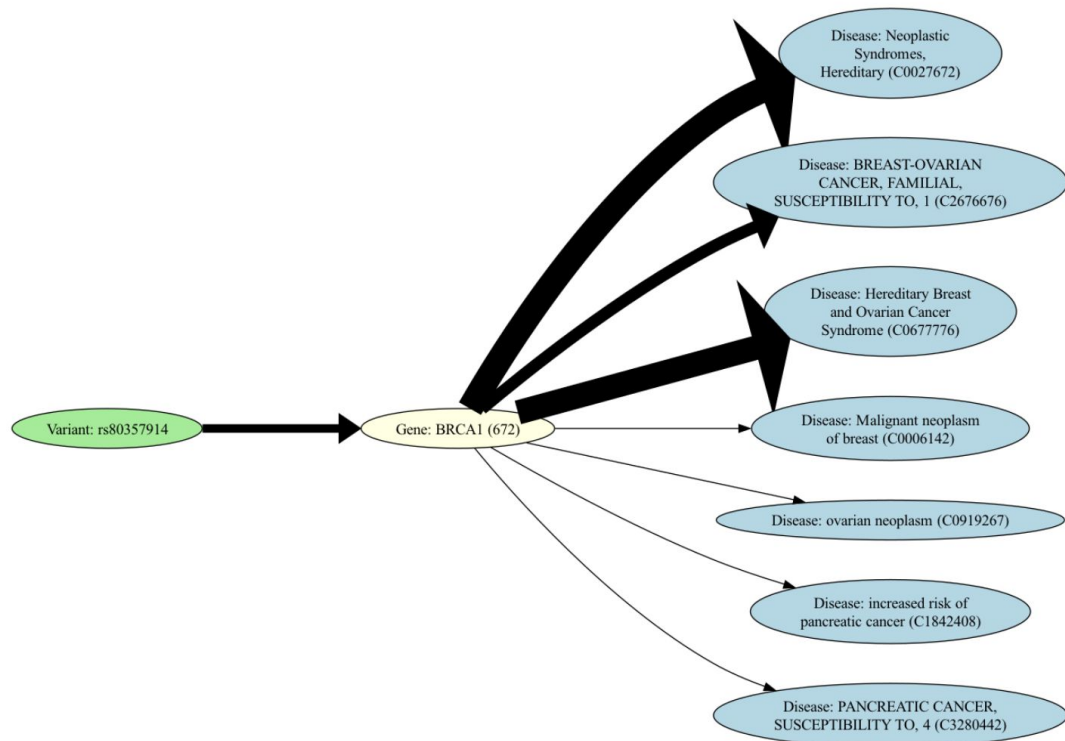 Disease: Neoplastic
Syndromes,
Hereditary (C0027672)
Disease: BREAST-OVARIAN
CANCER, FAMILIAL,
SUSCEPTIBILITY TO, 1 (C2676676)
Disease: Hereditary Breast
and Ovarian Cancer
Syndrome (C0677776)
Variant: rs80357914
Gene: BRCA1 (672)
Disease: Malignant neoplasm
of breast (C0006142)
Disease: ovarian neoplasm (C0919267)
Disease: increased risk of
pancreatic cancer (C1842408)
Disease: PANCREATIC CANCER,
SUSCEPTIBILITY TO, 4 (C3280442)